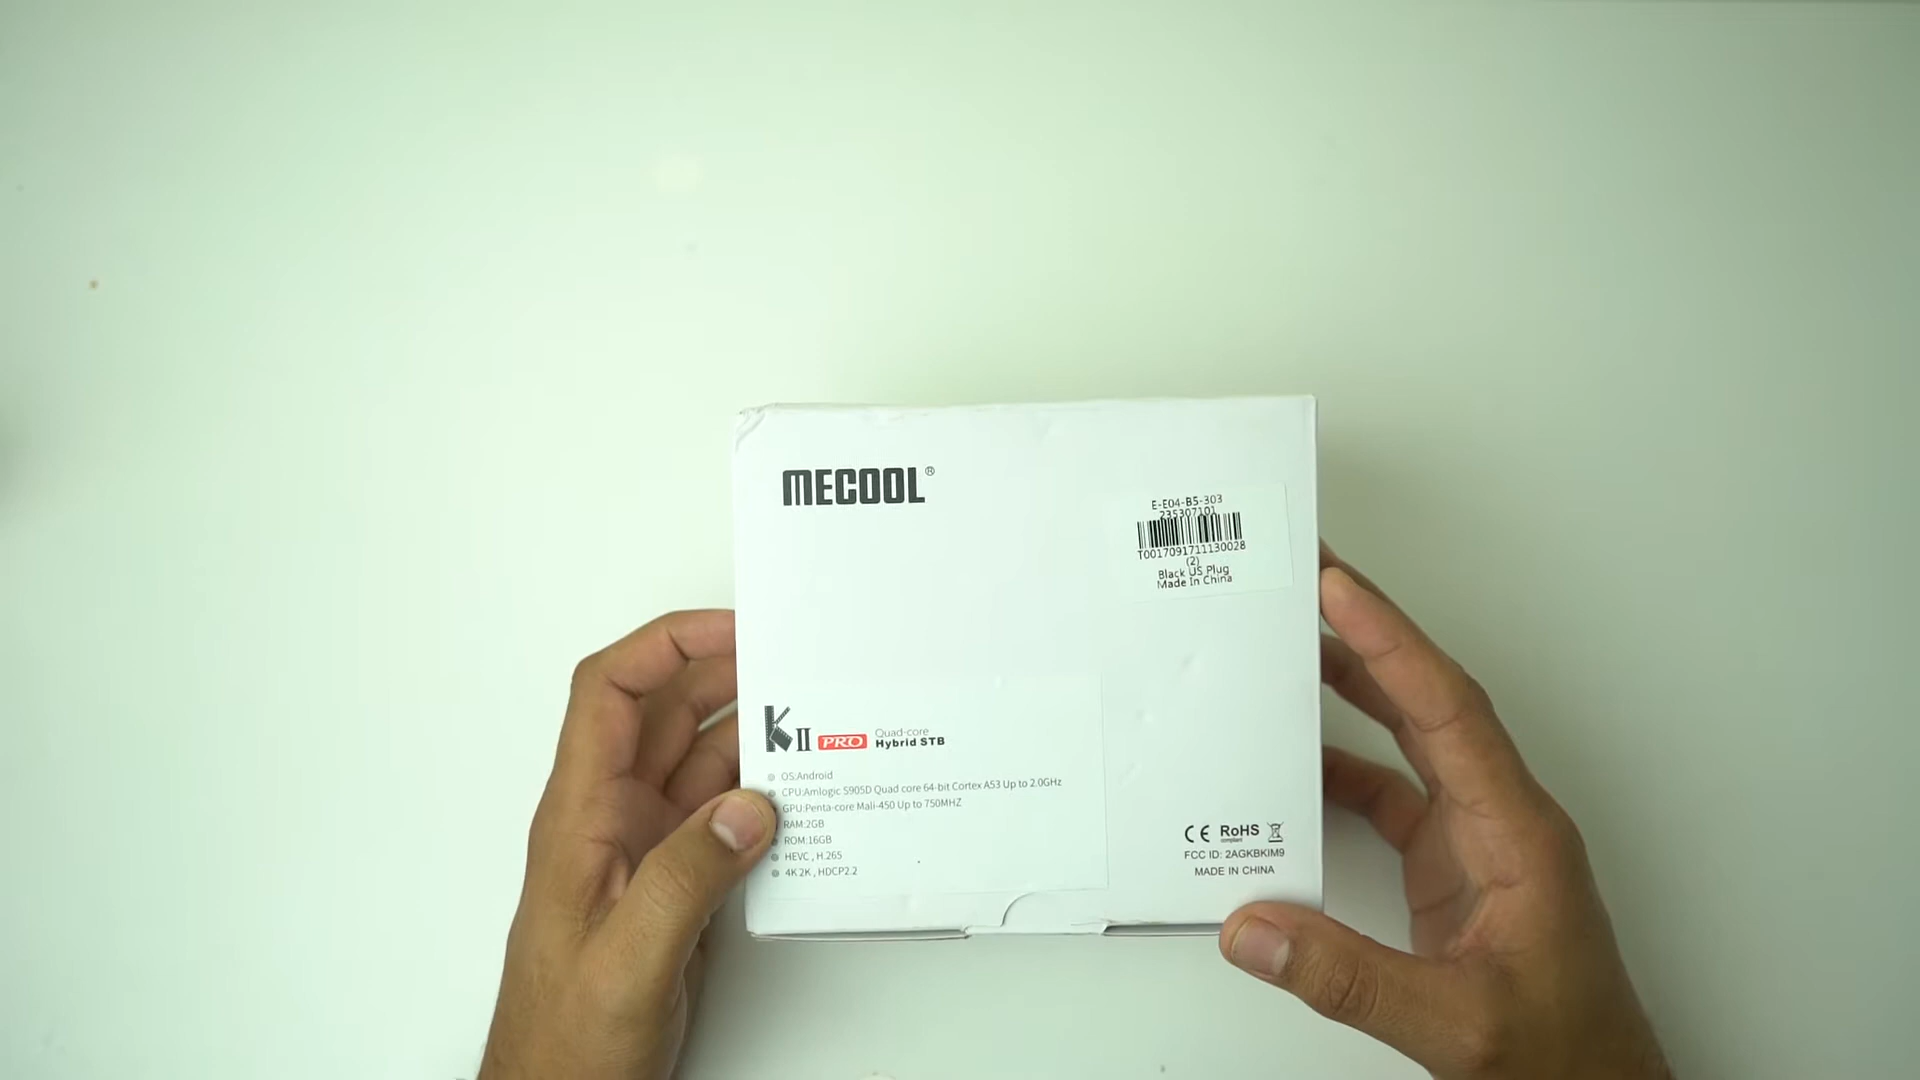 MECOOL®
E-E04-B5-303
235307101
T0017091711130028
(2)
Black US Plug
Made In China
KII PRO Quad-core
Hybrid STB
OS:Android
CPU:Amlogic S905D Quad core 64-bit Cortex A53 Up to 2.0GHz
GPU:Penta-core Mali-450 Up to 750MHZ
RAM:2GB
ROM:16GB
HEVC , H.265
4K 2K , HDCP2.2
CE RoHS
compliant
FCC ID: 2AGKBKIM9
MADE IN CHINA